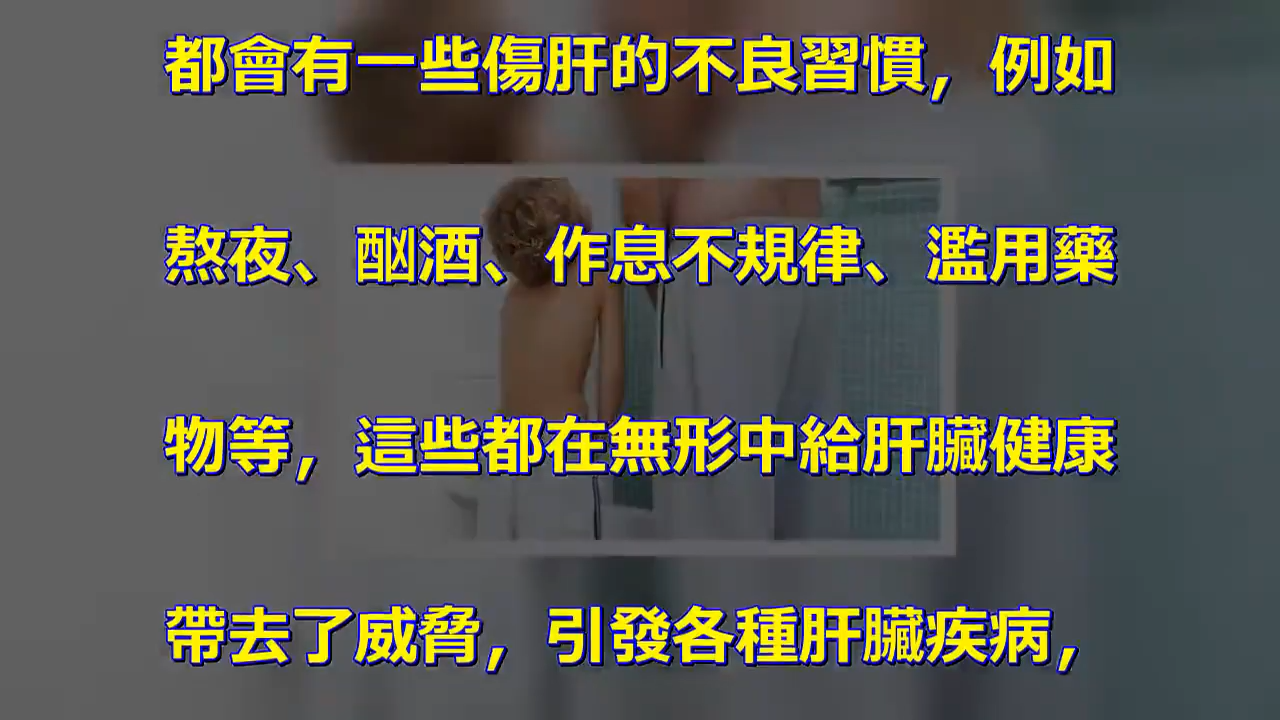 都會有一些傷肝的不良習慣，例如
熬夜、酗酒、作息不規律、濫用藥
物等，這些都在無形中給肝臟健康
帶去了威脅，引發各種肝臟疾病，